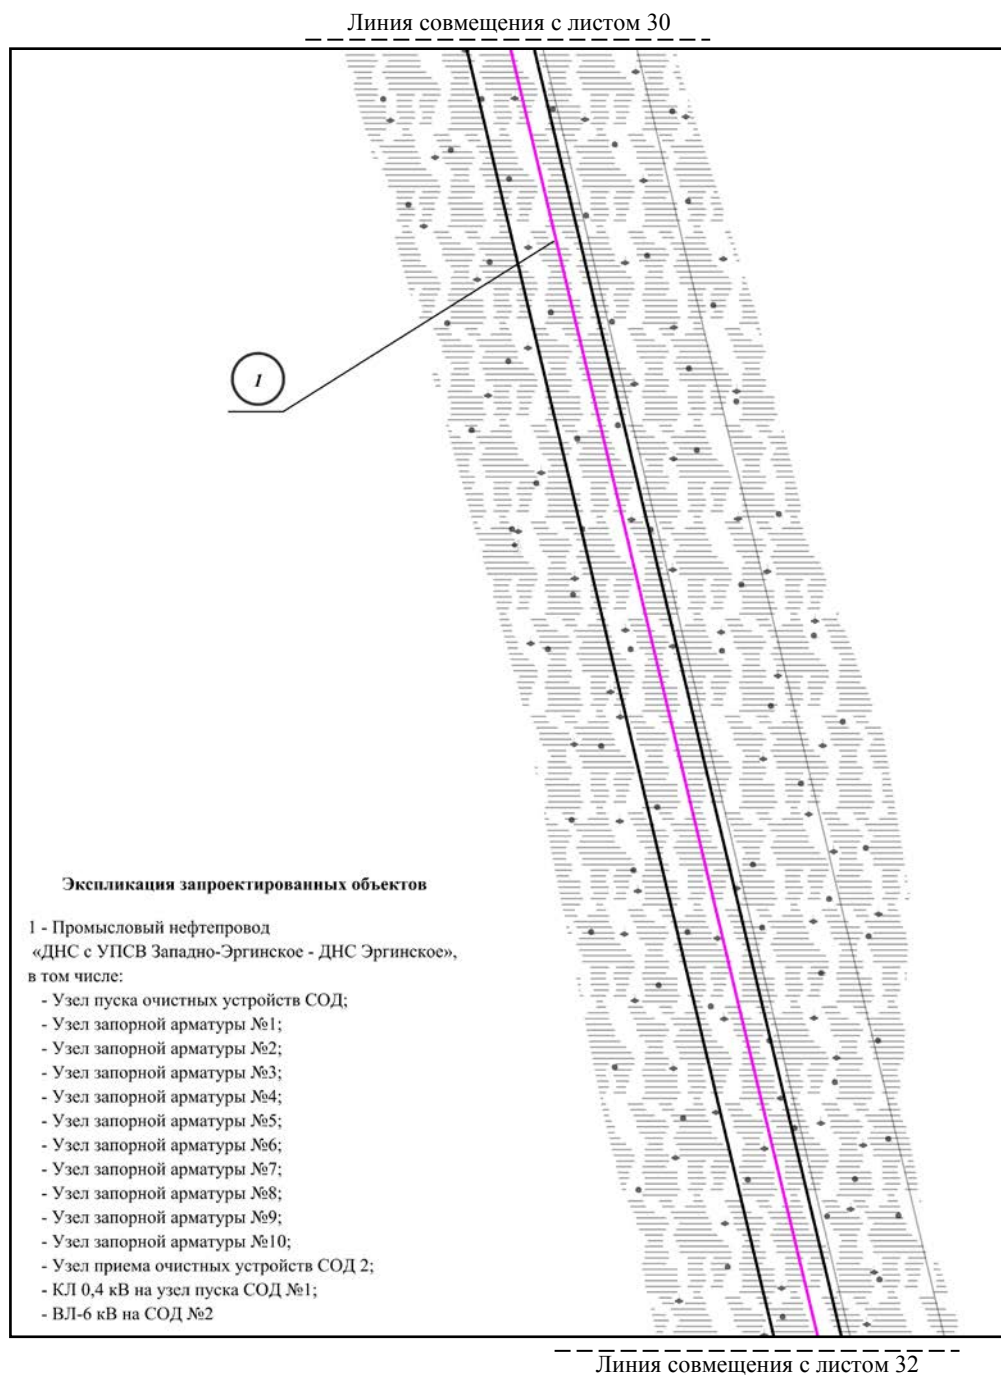 Линия совмещения с листом 30
1
Экспликация запроектированных объектов
1 - Промысловый нефтепровод
«ДНС с УПСВ Западно-Эргинское - ДНС Эргинское»,
в том числе:
- Узел пуска очистных устройств СОД;
- Узел запорной арматуры №1;
- Узел запорной арматуры №2;
- Узел запорной арматуры №3;
- Узел запорной арматуры №4;
- Узел запорной арматуры №5;
- Узел запорной арматуры №6;
- Узел запорной арматуры №7;
- Узел запорной арматуры №8;
- Узел запорной арматуры №9;
- Узел запорной арматуры №10;
- Узел приема очистных устройств СОД 2;
- КЛ 0,4 кВ на узел пуска СОД №1;
- ВЛ-6 кВ на СОД №2
Линия совмещения с листом 32